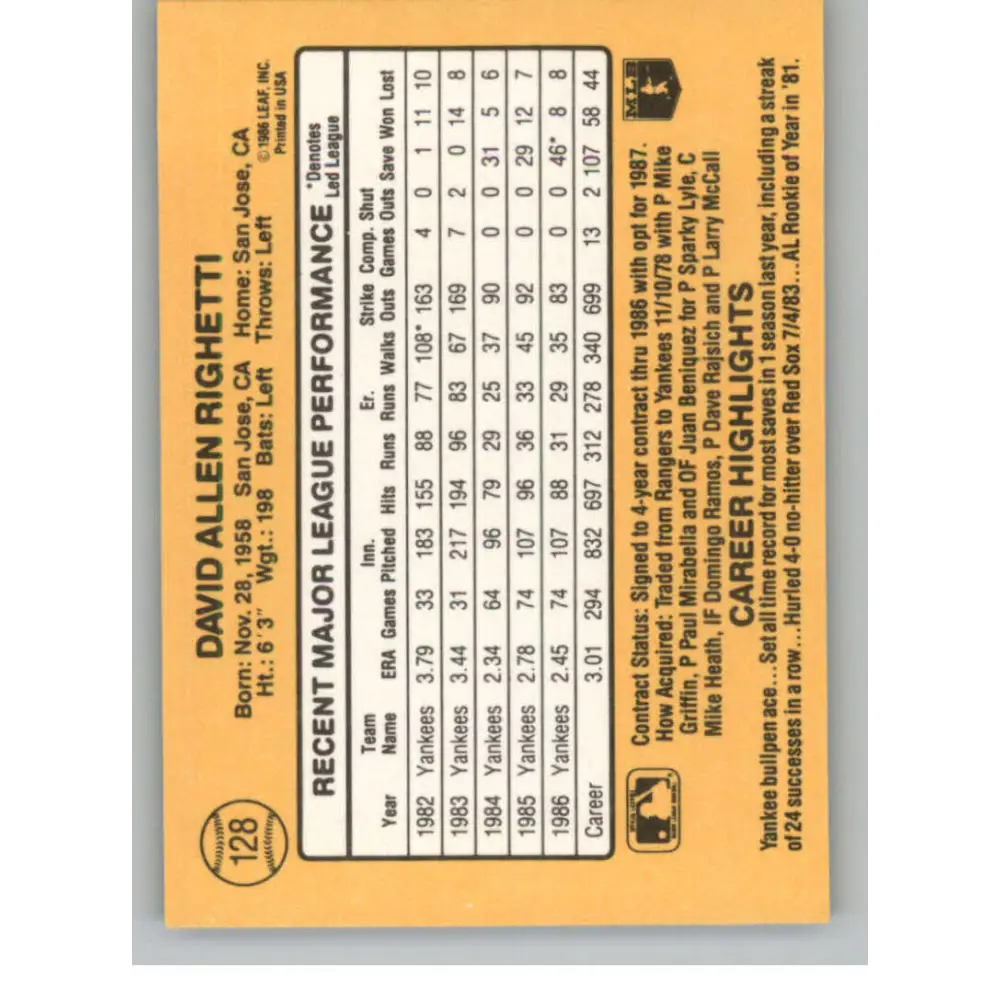 128
DAVID ALLEN RIGHETTI
Born: Nov. 28, 1958 San Jose, CA Home: San Jose, CA
Ht.: 6'3" Wgt.: 198 Bats: Left Throws: Left
©1986 LEAF, INC.
Printed in USA
RECENT MAJOR LEAGUE PERFORMANCE *Denotes Led League
Year Team Name ERA Games Inn. Pitched Hits Runs Er. Runs Walks Strike Outs Comp. Games Shut Outs Save Won Lost
1982 Yankees 3.79 33 183 155 88 77 108* 163 4 0 1 11 10
1983 Yankees 3.44 31 217 194 96 83 67 169 7 2 0 14 8
1984 Yankees 2.34 64 96 79 29 25 37 90 0 0 31 5 6
1985 Yankees 2.78 74 107 96 36 33 45 92 0 0 29 12 7
1986 Yankees 2.45 74 107 88 31 29 35 83 0 0 46* 8 8
Career 3.01 294 832 697 312 278 340 699 13 2 107 58 44
Contract Status: Signed to 4-year contract thru 1986 with opt for 1987.
How Acquired: Traded from Rangers to Yankees 11/10/78 with P Mike
Griffin, P Paul Mirabella and OF Juan Beniquez for P Sparky Lyle, C
Mike Heath, IF Domingo Ramos, P Dave Rajsich and P Larry McCall
MLB
CAREER HIGHLIGHTS
Yankee bullpen ace...Set all time record for most saves in 1 season last year, including a streak
of 24 successes in a row...Hurled 4-0 no-hitter over Red Sox 7/4/83...AL Rookie of Year in '81.